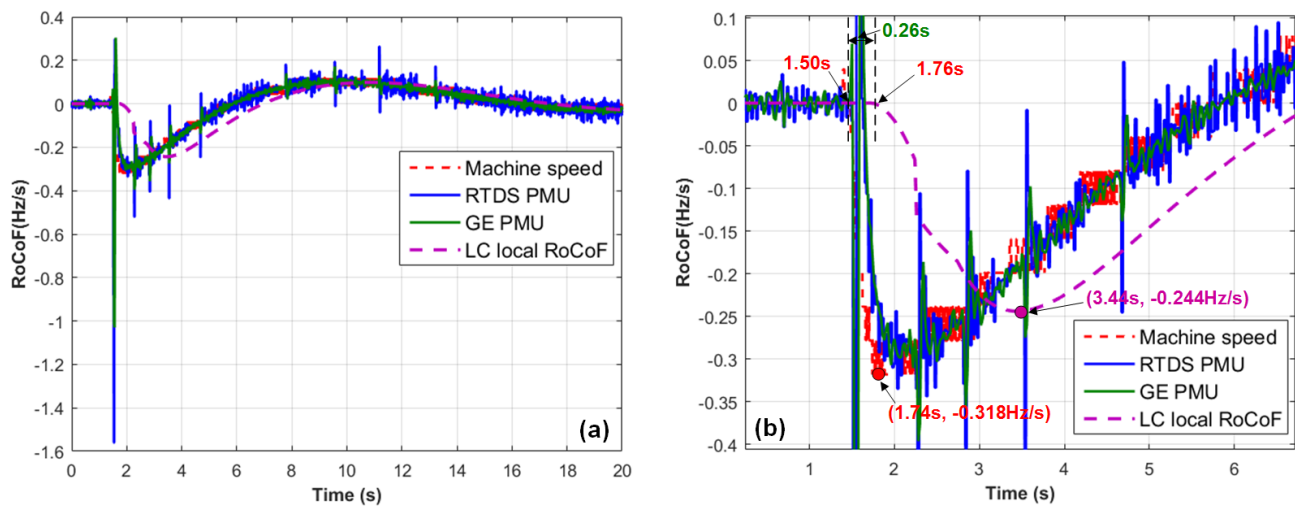 RoCoF(Hz/s)
0.4
0.2
0
-0.2
-0.4
-0.6
-0.8
-1
-1.2
-1.4
-1.6
0 2 4 6 8 10 12 14 16 18 20
Time (s)
Machine speed
RTDS PMU
GE PMU
LC local RoCoF
(a)
RoCoF(Hz/s)
0.1
0.05
0
-0.05
-0.1
-0.15
-0.2
-0.25
-0.3
-0.35
-0.4
1 2 3 4 5 6
Time (s)
0.26s
1.50s
1.76s
(3.44s, -0.244Hz/s)
(1.74s, -0.318Hz/s)
Machine speed
RTDS PMU
GE PMU
LC local RoCoF
(b)